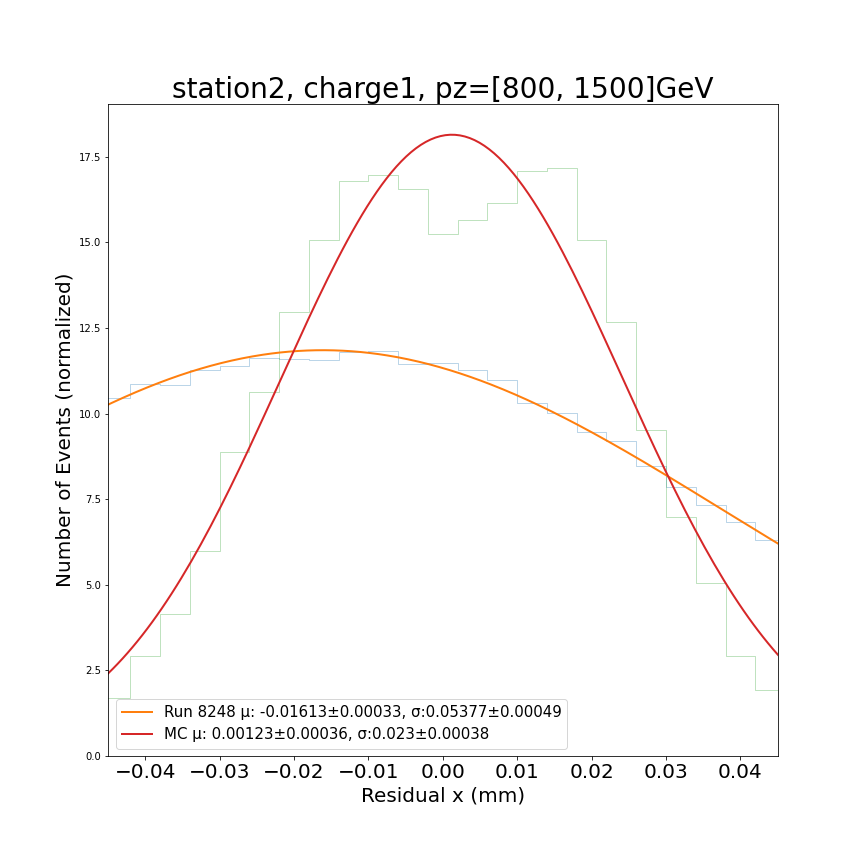 station2, charge1, pz=[800, 1500]GeV
Number of Events (normalized)
17.5
15.0
12.5
10.0
7.5
5.0
2.5
0.0
Run 8248 μ: -0.01613±0.00033, σ:0.05377±0.00049
MC μ: 0.00123±0.00036, σ:0.023±0.00038
−0.04 −0.03 −0.02 −0.01 0.00 0.01 0.02 0.03 0.04
Residual x (mm)